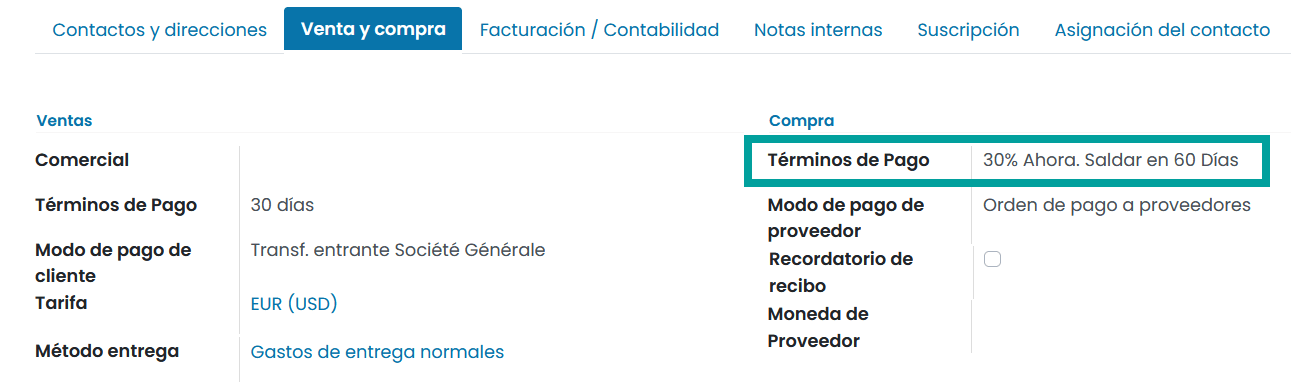 Contactos y direcciones Venta y compra Facturación / Contabilidad Notas internas Suscripción Asignación del contacto
Ventas
Comercial
Términos de Pago 30 días
Modo de pago de Transf. entrante Société Générale
cliente
Tarifa EUR (USD)
Método entrega Gastos de entrega normales
Compra
Términos de Pago 30% Ahora. Saldar en 60 Días
Modo de pago de Orden de pago a proveedores
proveedor
Recordatorio de
recibo
Moneda de
Proveedor